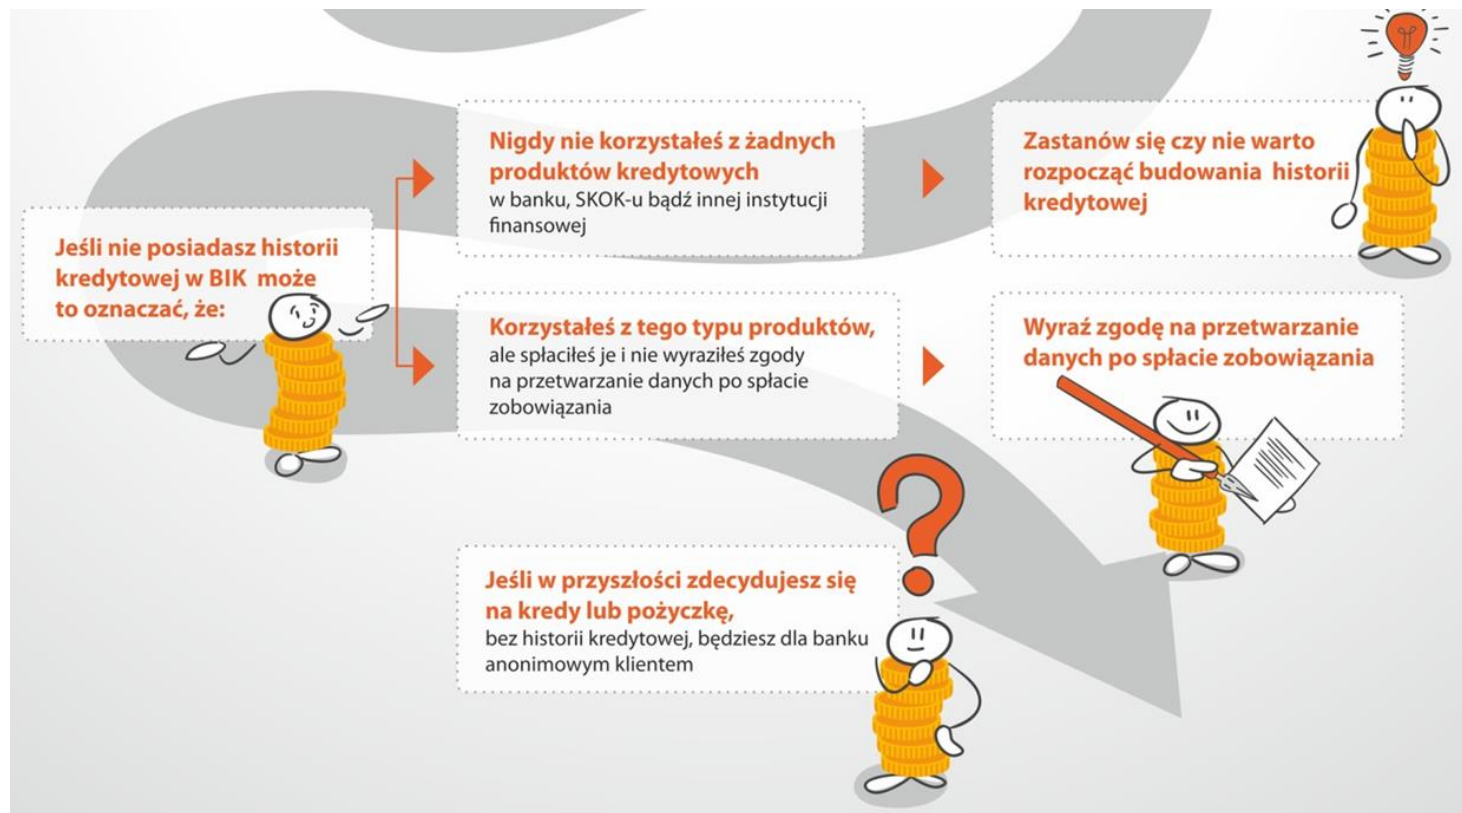 Jeśli nie posiadasz historii
kredytowej w BIK może
to oznaczać, że:
Nigdy nie korzystałeś z żadnych
produktów kredytowych
w banku, SKOK-u bądź innej instytucji
finansowej
Zastanów się czy nie warto
rozpocząć budowania historii
kredytowej
Korzystałeś z tego typu produktów,
ale spłaciłeś je i nie wyraziłeś zgody
na przetwarzanie danych po spłacie
zobowiązania
Wyraź zgodę na przetwarzanie
danych po spłacie zobowiązania
Jeśli w przyszłości zdecydujesz się
na kredy lub pożyczkę,
bez historii kredytowej, będziesz dla banku
anonimowym klientem